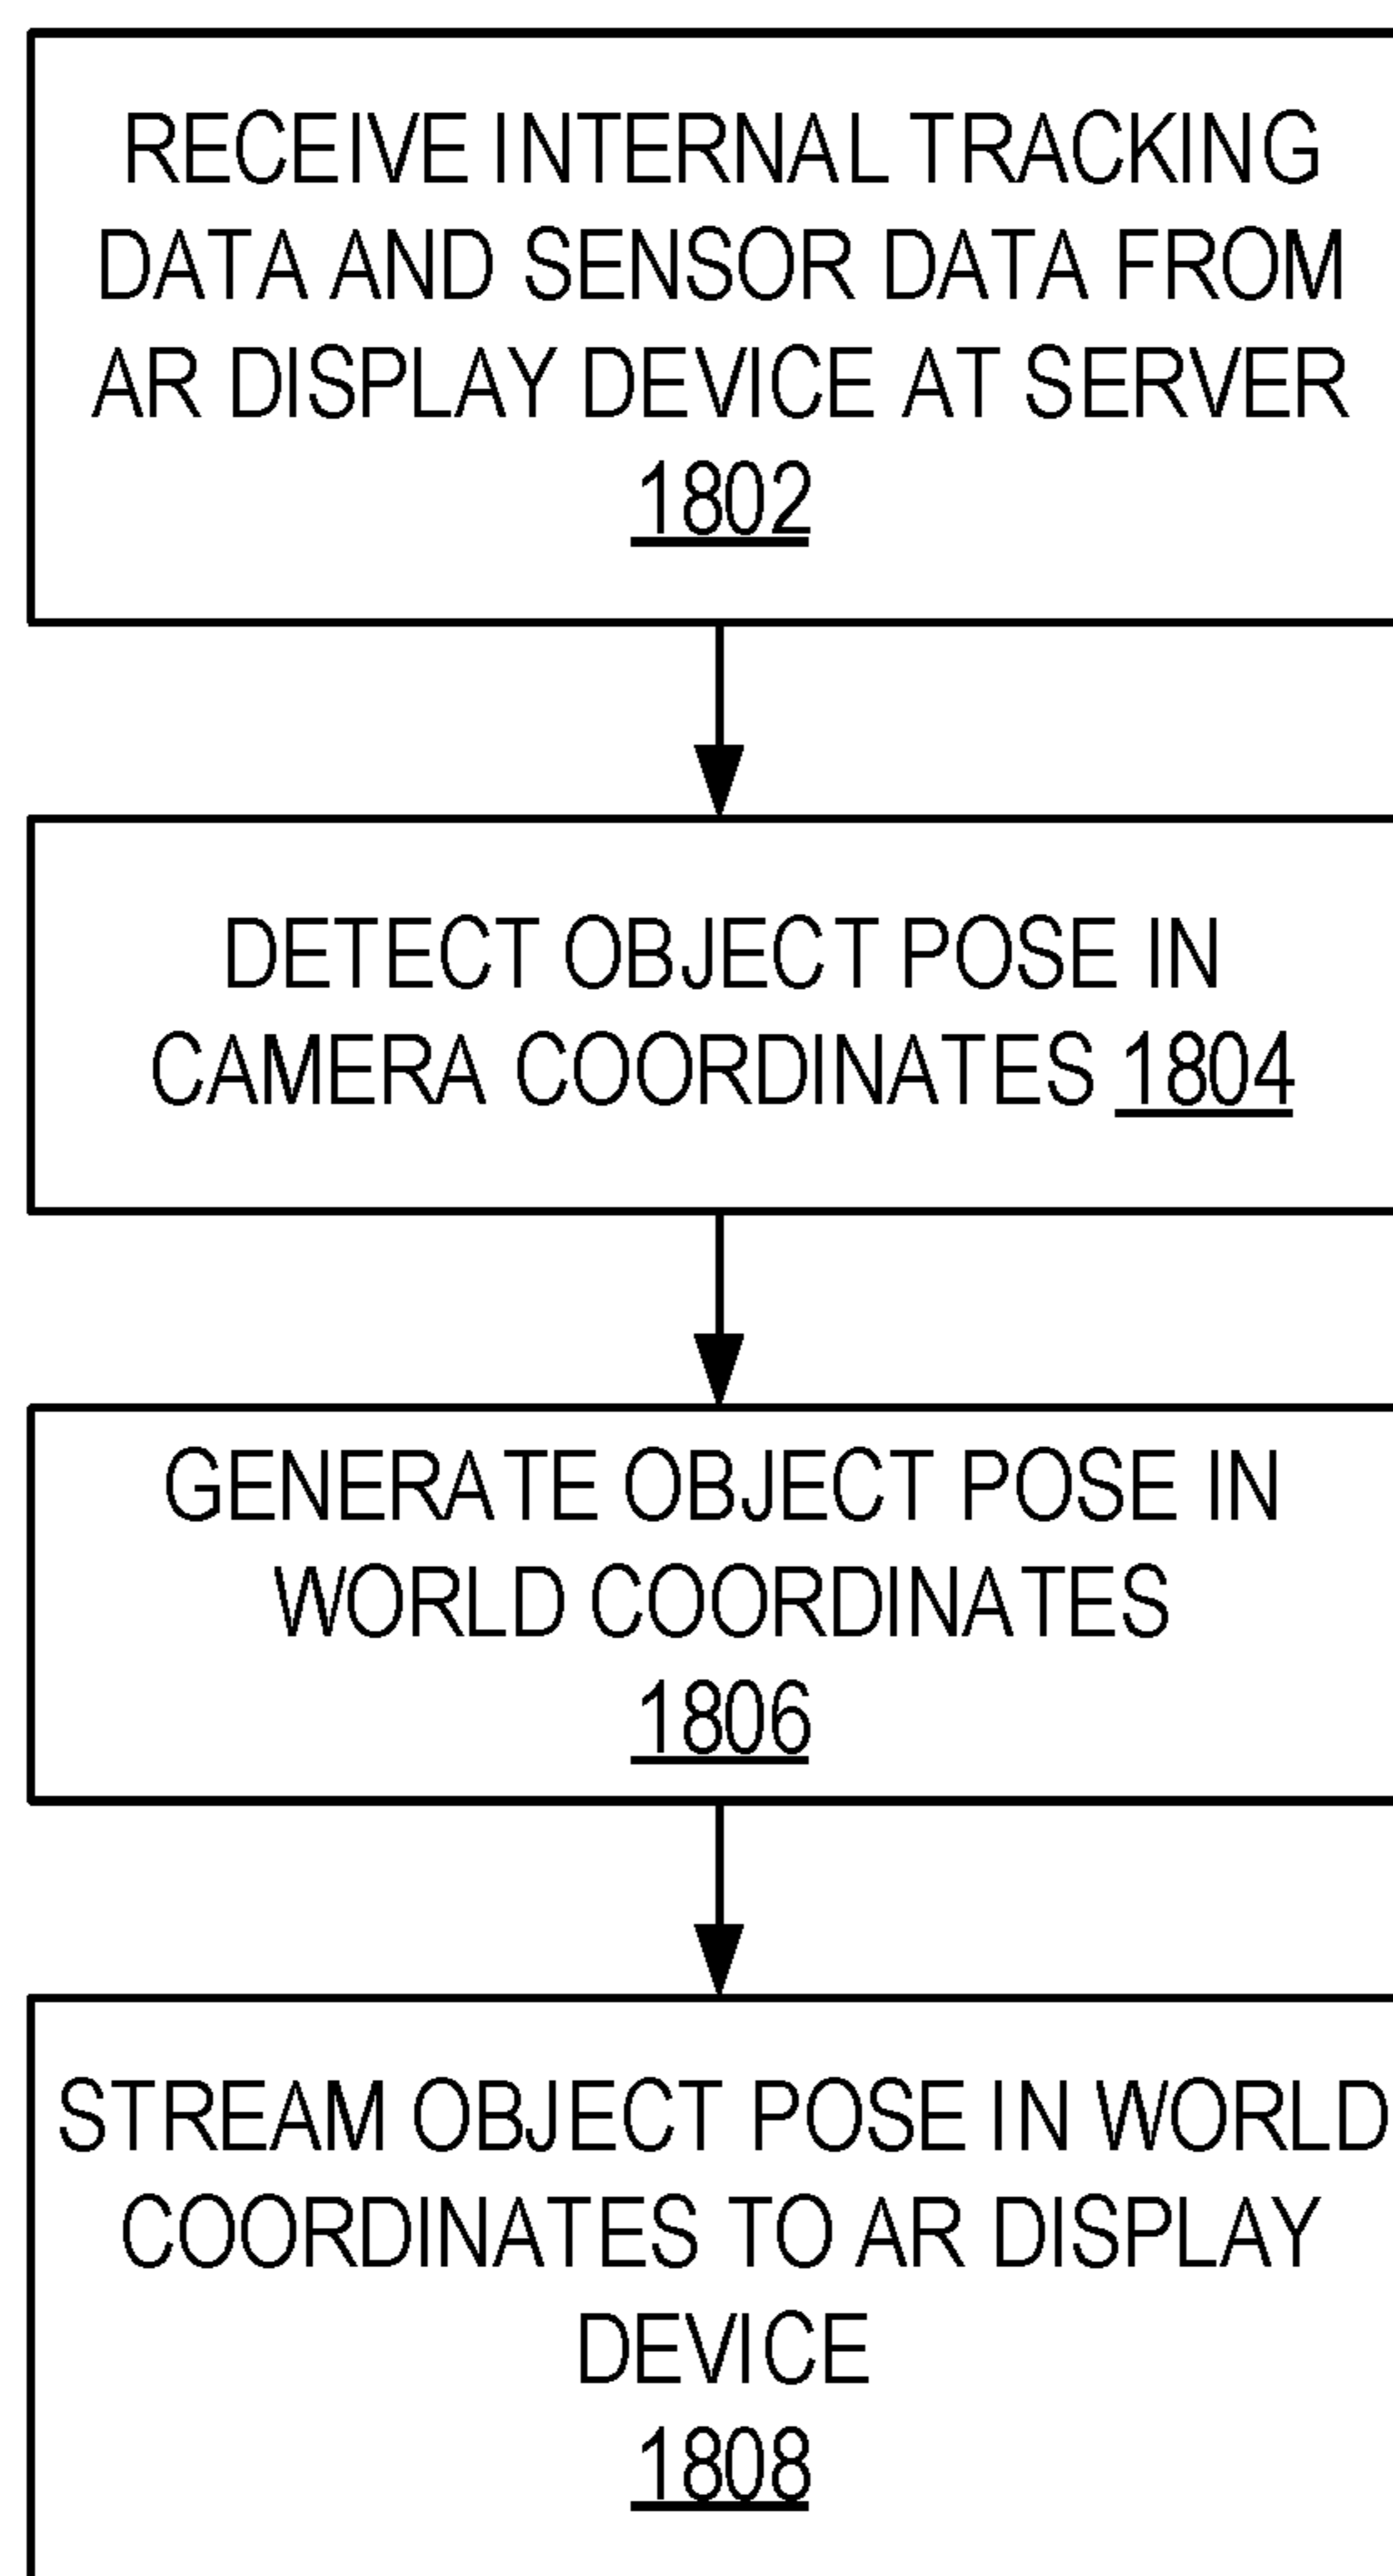 RECEIVE INTERNAL TRACKING
DATA AND SENSOR DATA FROM
AR DISPLAY DEVICE AT SERVER
1802
DETECT OBJECT POSE IN
CAMERA COORDINATES 1804
GENERATE OBJECT POSE IN
WORLD COORDINATES
1806
STREAM OBJECT POSE IN WORLD
COORDINATES TO AR DISPLAY
DEVICE
1808